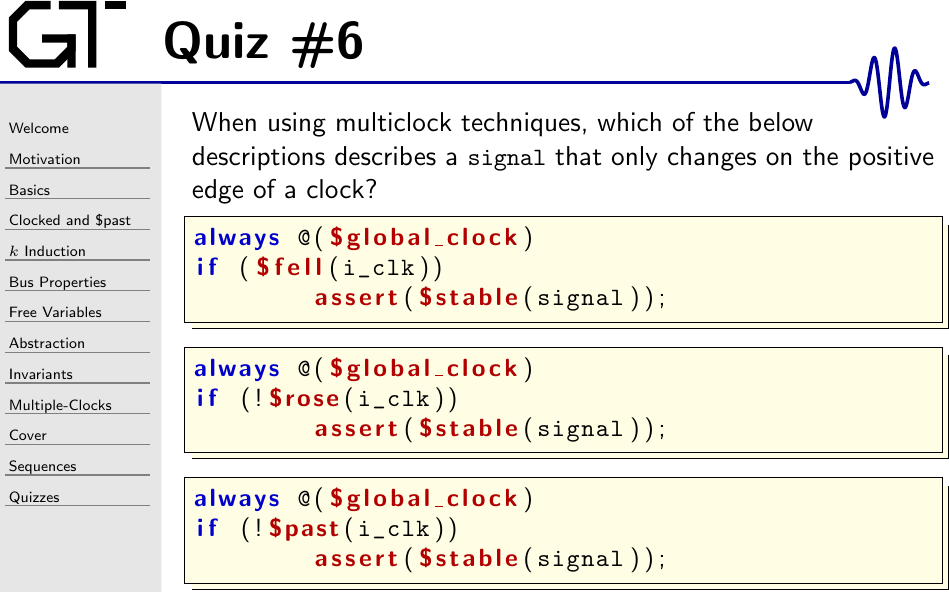 GT
Quiz #6
Welcome
Motivation
Basics
Clocked and $past
k Induction
Bus Properties
Free Variables
Abstraction
Invariants
Multiple-Clocks
Cover
Sequences
Quizzes
When using multiclock techniques, which of the below
descriptions describes a signal that only changes on the positive
edge of a clock?
always @($global_clock)
if ($fell(i_clk))
assert($stable(signal));
always @($global_clock)
if (!$rose(i_clk))
assert($stable(signal));
always @($global_clock)
if (!$past(i_clk))
assert($stable(signal));